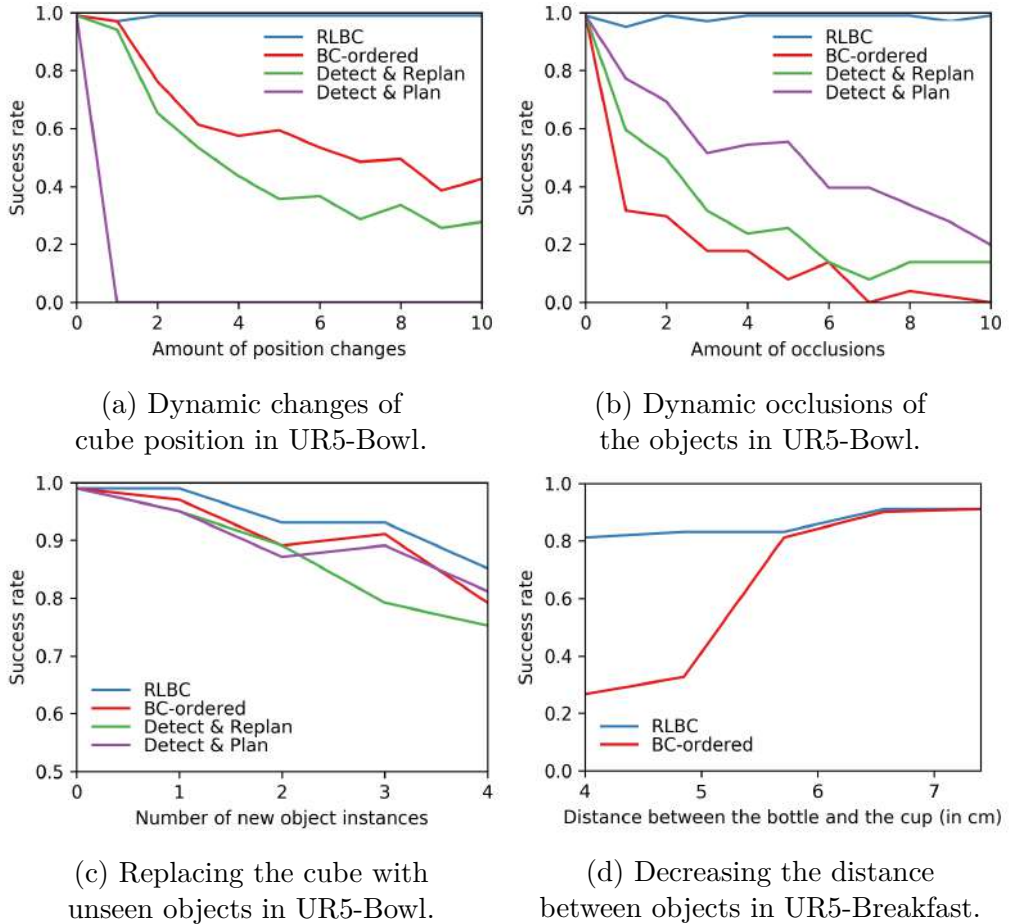 1.0
0.8
0.6
0.4
0.2
0.0
Success rate
RLBC
BC-ordered
Detect & Replan
Detect & Plan
0 2 4 6 8 10
Amount of position changes
(a) Dynamic changes of
cube position in UR5-Bowl.
1.0
0.8
0.6
0.4
0.2
0.0
Success rate
RLBC
BC-ordered
Detect & Replan
Detect & Plan
0 2 4 6 8 10
Amount of occlusions
(b) Dynamic occlusions of
the objects in UR5-Bowl.
1.0
0.9
0.8
0.7
0.6
0.5
Success rate
RLBC
BC-ordered
Detect & Replan
Detect & Plan
0 1 2 3 4
Number of new object instances
(c) Replacing the cube with
unseen objects in UR5-Bowl.
1.0
0.8
0.6
0.4
0.2
0.0
Success rate
RLBC
BC-ordered
4 5 6 7
Distance between the bottle and the cup (in cm)
(d) Decreasing the distance
between objects in UR5-Breakfast.